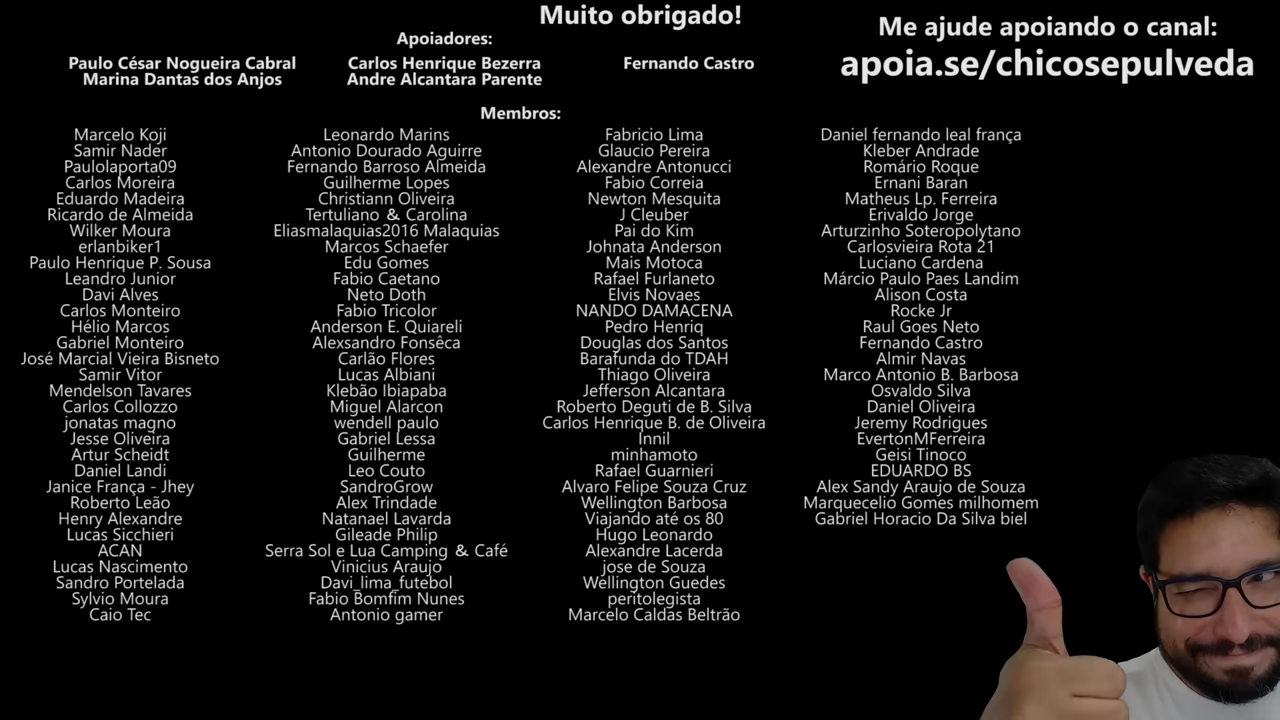 Muito obrigado!
Me ajude apoiando o canal:
apoia.se/chicosepulveda
Apoiadores:
Paulo César Nogueira Cabral
Marina Dantas dos Anjos
Carlos Henrique Bezerra
Andre Alcantara Parente
Fernando Castro
Membros:
Marcelo Koji
Samir Nader
Paulolaporta09
Carlos Moreira
Eduardo Madeira
Ricardo de Almeida
Wilker Moura
erlanbiker1
Paulo Henrique P. Sousa
Leandro Junior
Davi Alves
Carlos Monteiro
Hélio Marcos
Gabriel Monteiro
José Marcial Vieira Bisneto
Samir Vitor
Mendelson Tavares
Carlos Collozzo
jonatas magno
Jesse Oliveira
Artur Scheidt
Daniel Landi
Janice França - Jhey
Roberto Leão
Henry Alexandre
Lucas Sicchieri
ACAN
Lucas Nascimento
Sandro Portelada
Sylvio Moura
Caio Tec
Leonardo Marins
Antonio Dourado Aguirre
Fernando Barroso Almeida
Guilherme Lopes
Christiann Oliveira
Tertuliano & Carolina
Eliasmalaquias2016 Malaquias
Marcos Schaefer
Edu Gomes
Fabio Caetano
Neto Doth
Fabio Tricolor
Anderson E. Quiareli
Alexsandro Fonsêca
Carlão Flores
Lucas Albiani
Klebão Ibiapaba
Miguel Alarcon
wendell paulo
Gabriel Lessa
Guilherme
Leo Couto
SandroGrow
Alex Trindade
Natanael Lavarda
Gileade Philip
Serra Sol e Lua Camping & Café
Vinicius Araujo
Davi_lima_futebol
Fabio Bomfim Nunes
Antonio gamer
Fabricio Lima
Glaucio Pereira
Alexandre Antonucci
Fabio Correia
Newton Mesquita
J Cleuber
Pai do Kim
Johnata Anderson
Mais Motoca
Rafael Furlaneto
Elvis Novaes
NANDO DAMACENA
Pedro Henriq
Douglas dos Santos
Barafunda do TDAH
Thiago Oliveira
Jefferson Alcantara
Roberto Deguti de B. Silva
Carlos Henrique B. de Oliveira
Innil
minhamoto
Rafael Guarnieri
Alvaro Felipe Souza Cruz
Wellington Barbosa
Viajando até os 80
Hugo Leonardo
Alexandre Lacerda
jose de Souza
Wellington Guedes
peritolegista
Marcelo Caldas Beltrão
Daniel fernando leal frança
Kleber Andrade
Romário Roque
Ernani Baran
Matheus Lp. Ferreira
Erivaldo Jorge
Arturzinho Soteropolytano
Carlosvieira Rota 21
Luciano Cardena
Márcio Paulo Paes Landim
Alison Costa
Rocke Jr
Raul Goes Neto
Fernando Castro
Almir Navas
Marco Antonio B. Barbosa
Osvaldo Silva
Daniel Oliveira
Jeremy Rodrigues
EvertonMFerreira
Geisi Tinoco
EDUARDO BS
Alex Sandy Araujo de Souza
Marquecelio Gomes milhomem
Gabriel Horacio Da Silva biel